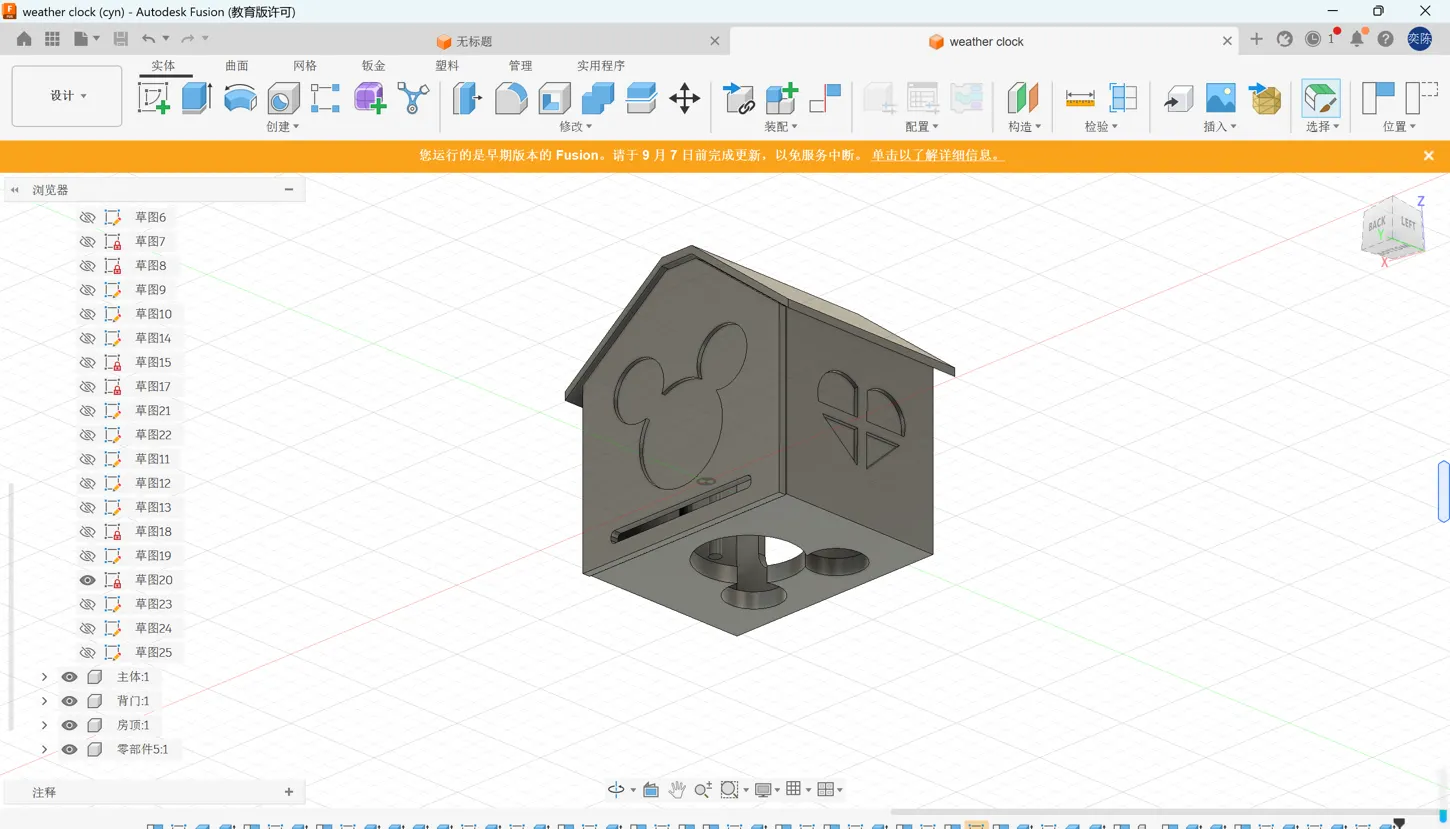 weather clock (cyn) - Autodesk Fusion (教育版许可)
无标题
weather clock
1
奕陈
设计
实体
曲面
网格
钣金
塑料
管理
实用程序
创建
修改
装配
配置
构造
检验
插入
选择
位置
您运行的是早期版本的 Fusion。请于 9 月 7 日前完成更新，以免服务中断。 单击以了解详细信息。
浏览器
草图6
草图7
草图8
草图9
草图10
草图14
草图15
草图17
草图21
草图22
草图11
草图12
草图13
草图18
草图19
草图20
草图23
草图24
草图25
主体:1
背门:1
房顶:1
零部件5:1
注释
Z
BACK
LEFT
Y
X